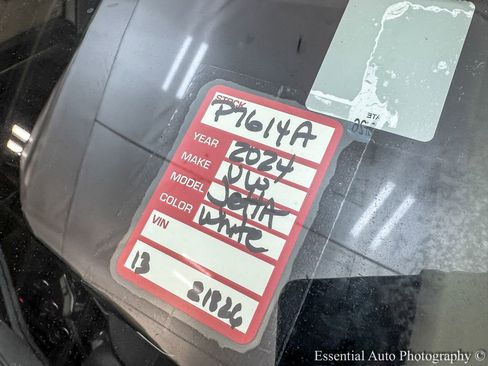 STOCK P7614A
YEAR 2024
MAKE VW
MODEL Jetta
COLOR White
VIN
13 21826
Essential Auto Photography ©